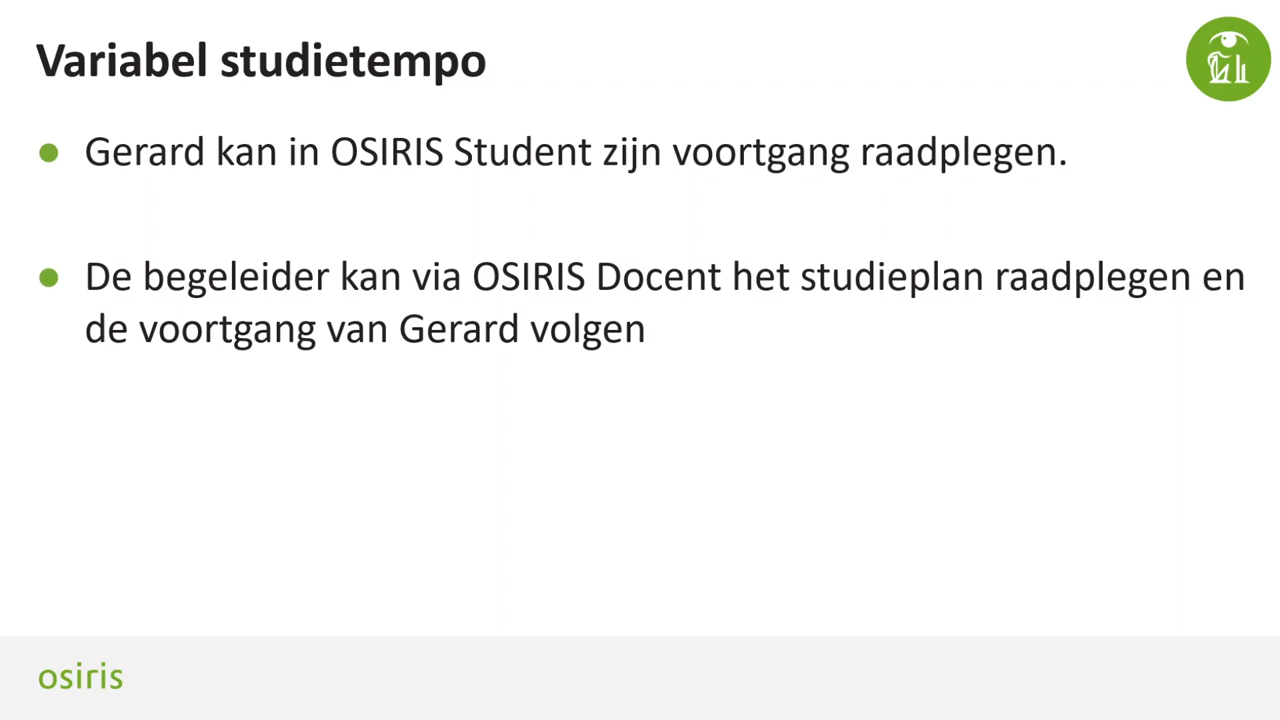 Variabel studietempo
Gerard kan in OSIRIS Student zijn voortgang raadplegen.
De begeleider kan via OSIRIS Docent het studieplan raadplegen en
de voortgang van Gerard volgen
osiris